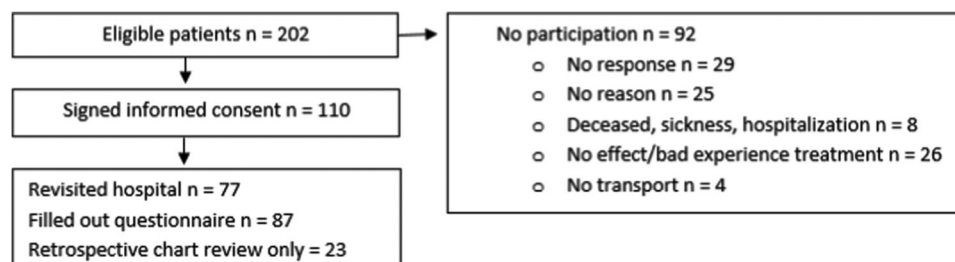 Eligible patients n = 202
Signed informed consent n = 110
Revisited hospital n = 77
Filled out questionnaire n = 87
Retrospective chart review only = 23
No participation n = 92
o No response n = 29
o No reason n = 25
o Deceased, sickness, hospitalization n = 8
o No effect/bad experience treatment n = 26
o No transport n = 4